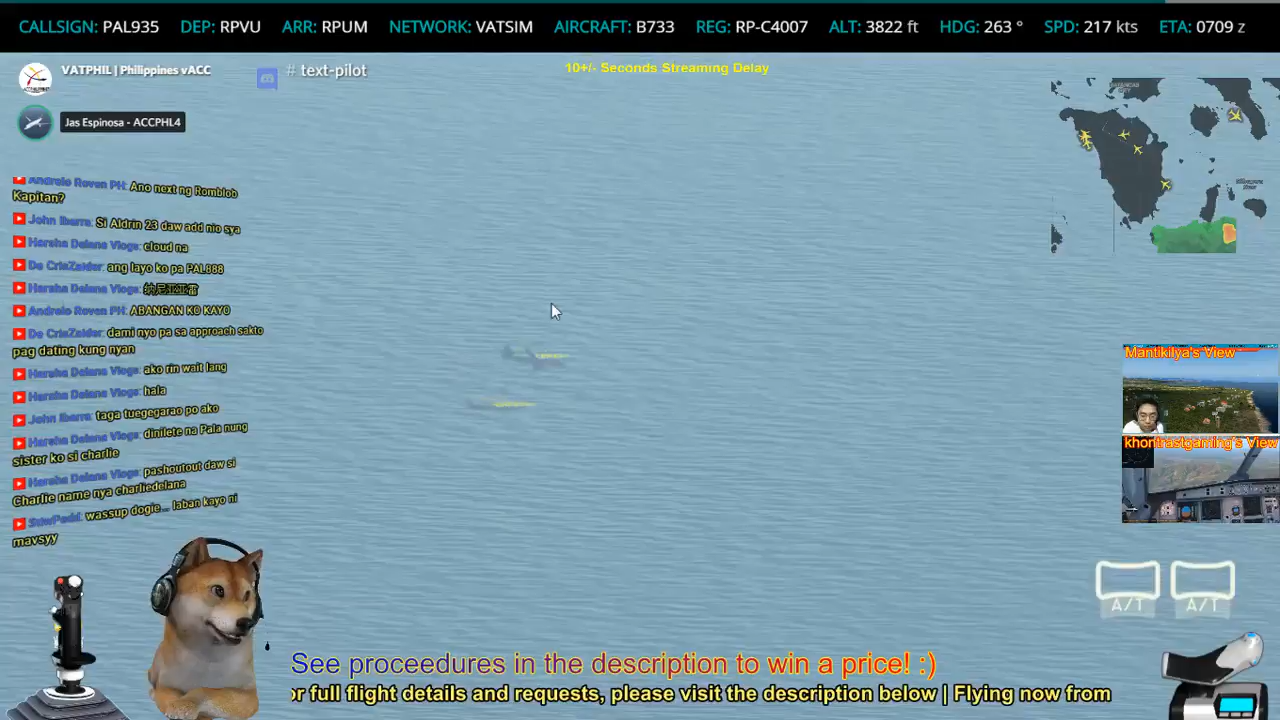 CALLSIGN: PAL935 DEP: RPVU ARR: RPUM NETWORK: VATSIM AIRCRAFT: B733 REG: RP-C4007 ALT: 3822 ft HDG: 263 ° SPD: 217 kts ETA: 0709 z
VATPHIL | Philippines vACC
# text-pilot
10+/- Seconds Streaming Delay
Jas Espinosa - ACCPHL4
Andrelo Roven PH: Ano next ng Romblob
Kapitan?
John Ibarra: Si Aldrin 23 daw add nio sya
Harsha Delana Vlogs: cloud na
De CrisZaider: ang layo ko pa PAL888
Harsha Delana Vlogs:
Andrelo Roven PH: ABANGAN KO KAYO
De CrisZaider: dami nyo pa sa approach sakto
pag dating kung nyan
Harsha Delana Vlogs: ako rin wait lang
Harsha Delana Vlogs: hala
John Ibarra: taga tuegegarao po ako
Harsha Delana Vlogs: dinilete na Pala nung
sister ko si charlie
Harsha Delana Vlogs: pashoutout daw si
Charlie name nya charliedelana
wassup dogie... laban kayo ni
mavsyy
Mantikilya's View
khontrastgaming's View
A/T A/T
See proceedures in the description to win a price! :)
or full flight details and requests, please visit the description below | Flying now from